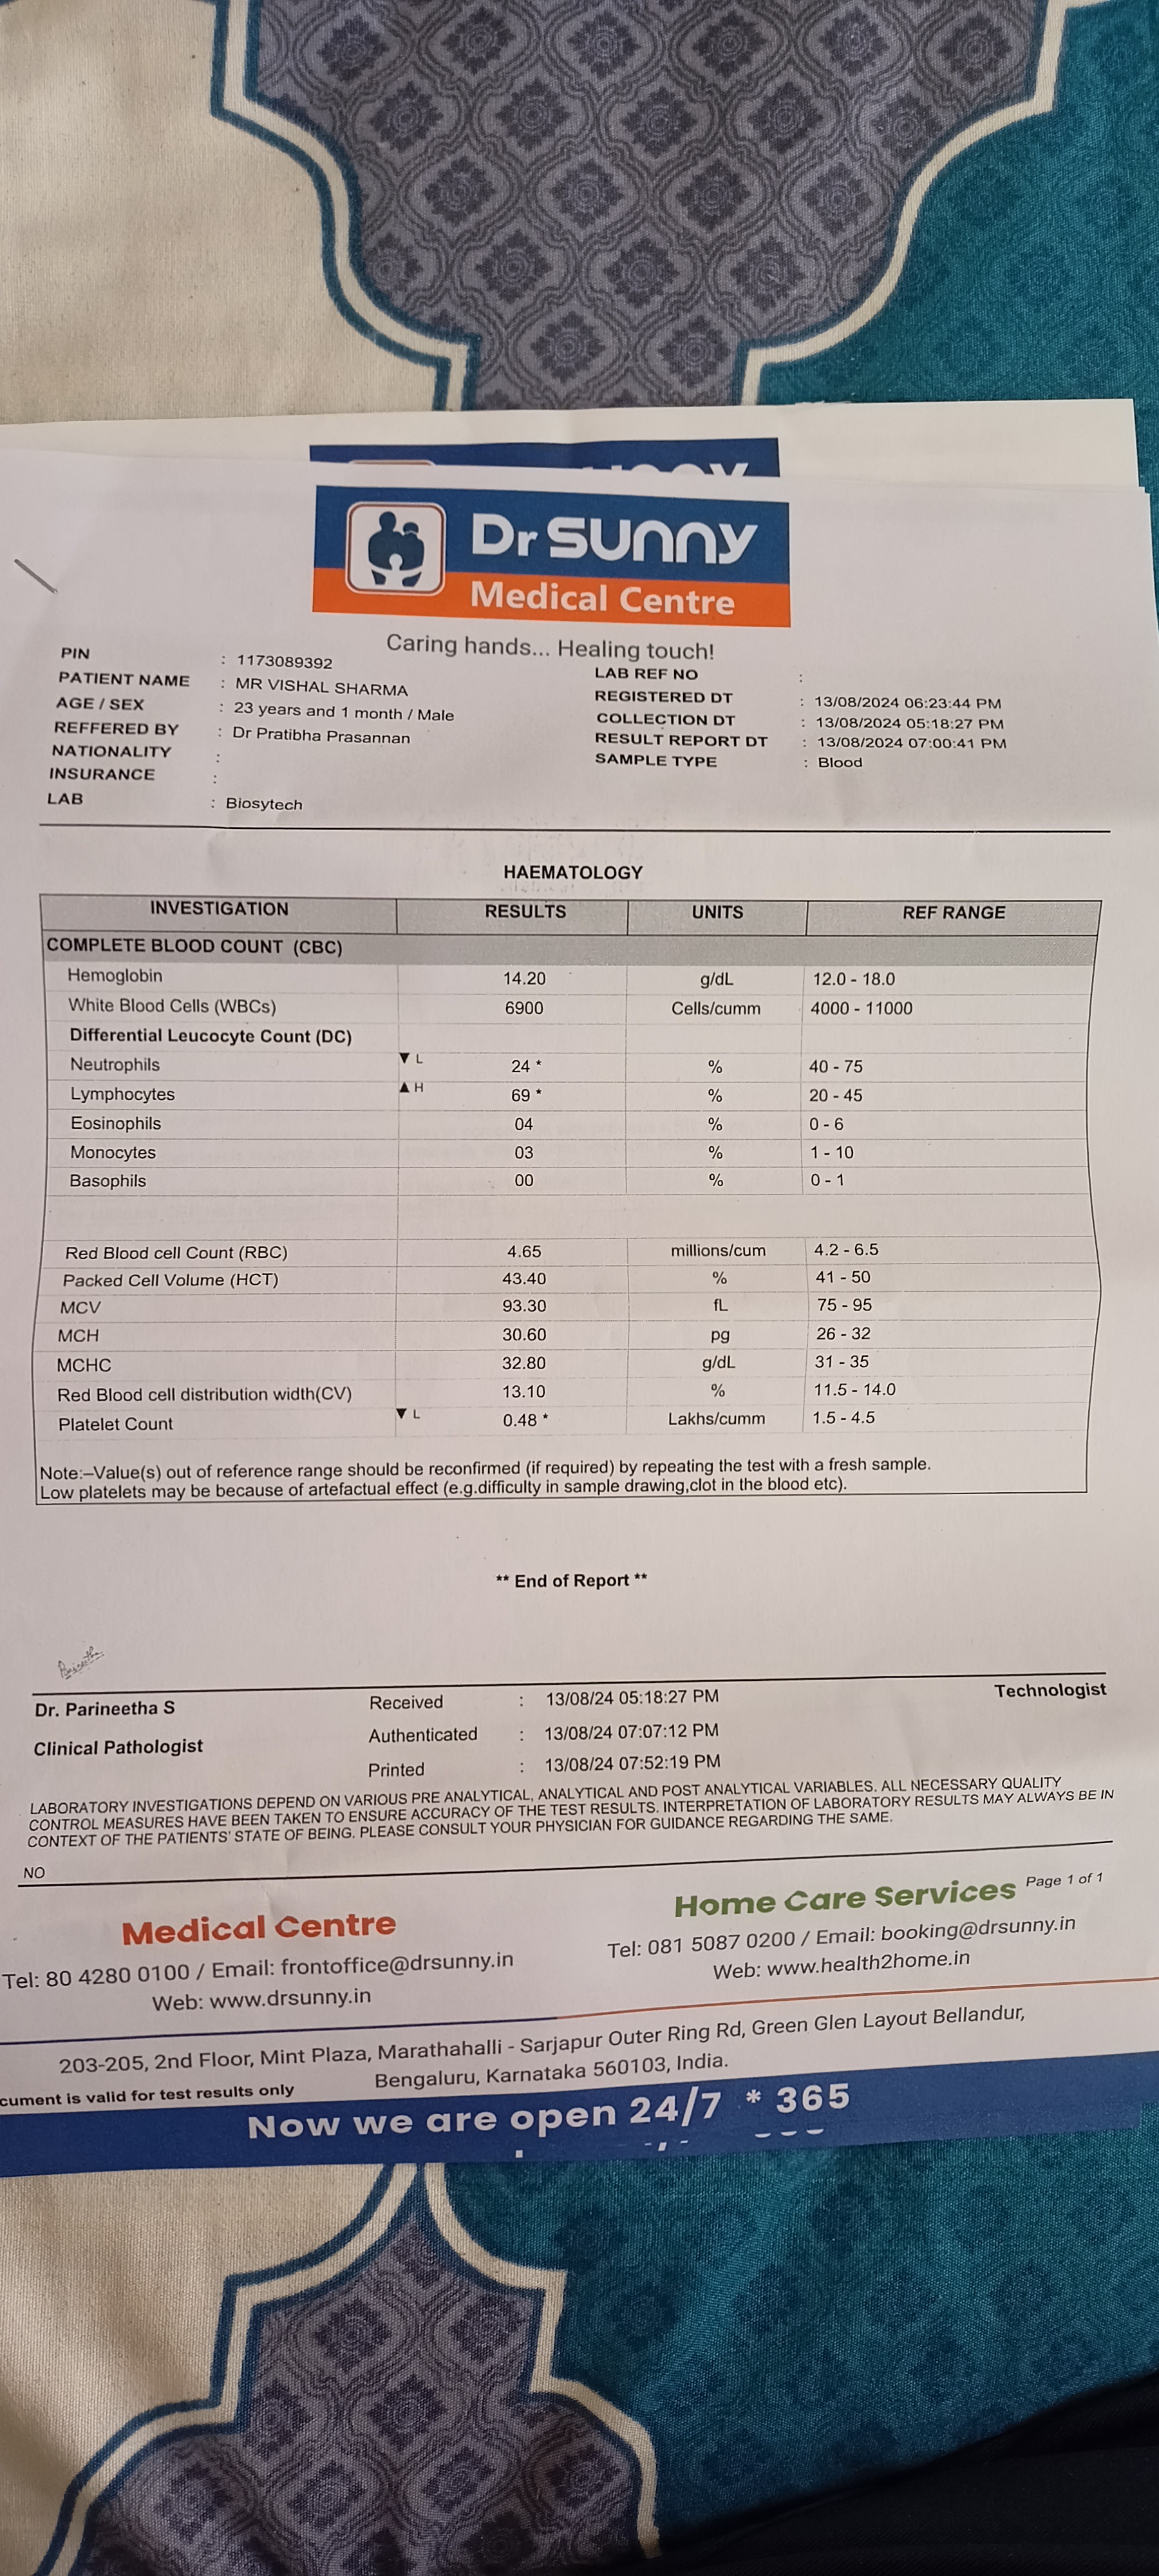 Dr SUNNY
Medical Centre
Caring hands... Healing touch!
PIN : 1173089392
PATIENT NAME : MR VISHAL SHARMA
AGE / SEX : 23 years and 1 month / Male
REFFERED BY : Dr Pratibha Prasannan
NATIONALITY :
INSURANCE :
LAB : Biosytech
LAB REF NO :
REGISTERED DT : 13/08/2024 06:23:44 PM
COLLECTION DT : 13/08/2024 05:18:27 PM
RESULT REPORT DT : 13/08/2024 07:00:41 PM
SAMPLE TYPE : Blood
HAEMATOLOGY
INVESTIGATION RESULTS UNITS REF RANGE
COMPLETE BLOOD COUNT (CBC)
Hemoglobin 14.20 g/dL 12.0 - 18.0
White Blood Cells (WBCs) 6900 Cells/cumm 4000 - 11000
Differential Leucocyte Count (DC)
Neutrophils ▼ L 24 * % 40 - 75
Lymphocytes ▲ H 69 * % 20 - 45
Eosinophils 04 % 0 - 6
Monocytes 03 % 1 - 10
Basophils 00 % 0 - 1
Red Blood cell Count (RBC) 4.65 millions/cum 4.2 - 6.5
Packed Cell Volume (HCT) 43.40 % 41 - 50
MCV 93.30 fL 75 - 95
MCH 30.60 pg 26 - 32
MCHC 32.80 g/dL 31 - 35
Red Blood cell distribution width(CV) 13.10 % 11.5 - 14.0
Platelet Count ▼ L 0.48 * Lakhs/cumm 1.5 - 4.5
Note:–Value(s) out of reference range should be reconfirmed (if required) by repeating the test with a fresh sample.
Low platelets may be because of artefactual effect (e.g.difficulty in sample drawing,clot in the blood etc).
** End of Report **
Parineetha
Dr. Parineetha S
Clinical Pathologist
Received : 13/08/24 05:18:27 PM
Authenticated : 13/08/24 07:07:12 PM
Printed : 13/08/24 07:52:19 PM
Technologist
LABORATORY INVESTIGATIONS DEPEND ON VARIOUS PRE ANALYTICAL, ANALYTICAL AND POST ANALYTICAL VARIABLES. ALL NECESSARY QUALITY
CONTROL MEASURES HAVE BEEN TAKEN TO ENSURE ACCURACY OF THE TEST RESULTS. INTERPRETATION OF LABORATORY RESULTS MAY ALWAYS BE IN
CONTEXT OF THE PATIENTS' STATE OF BEING. PLEASE CONSULT YOUR PHYSICIAN FOR GUIDANCE REGARDING THE SAME.
NO
Page 1 of 1
Medical Centre
Tel: 80 4280 0100 / Email: frontoffice@drsunny.in
Web: www.drsunny.in
Home Care Services
Tel: 081 5087 0200 / Email: booking@drsunny.in
Web: www.health2home.in
203-205, 2nd Floor, Mint Plaza, Marathahalli - Sarjapur Outer Ring Rd, Green Glen Layout Bellandur,
Bengaluru, Karnataka 560103, India.
cument is valid for test results only
Now we are open 24/7 * 365